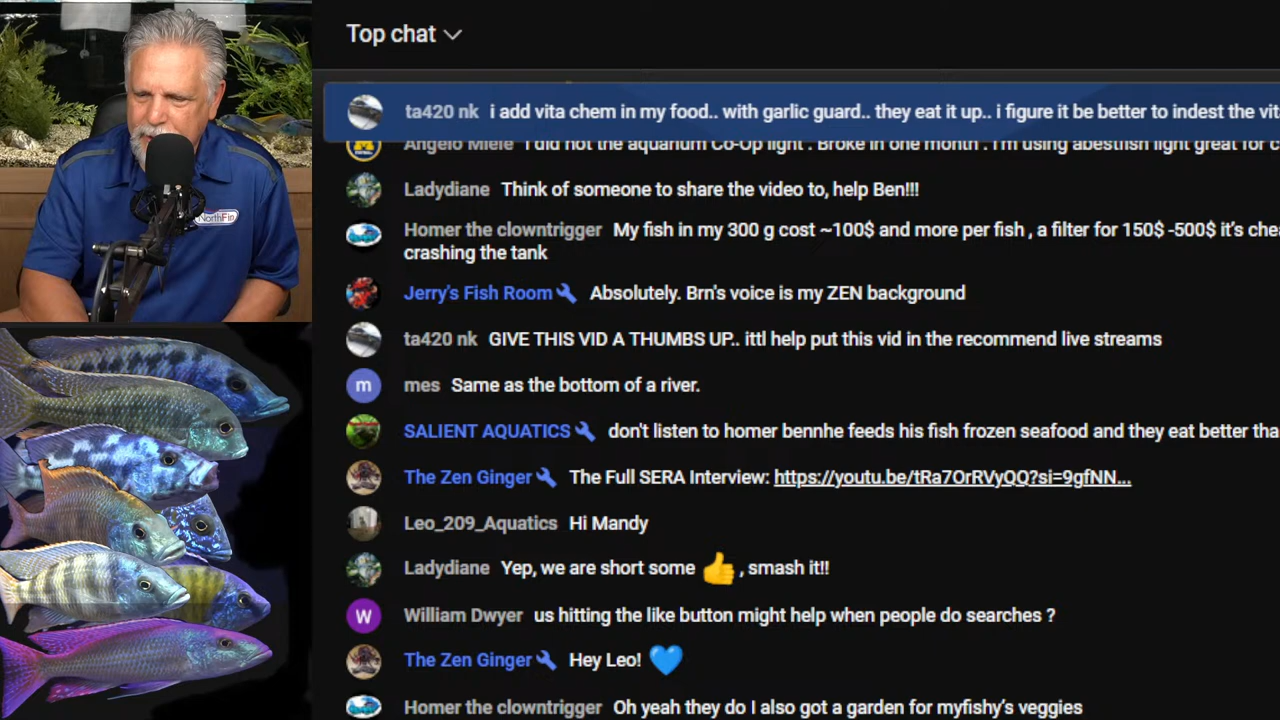 Top chat
ta420 nk i add vita chem in my food.. with garlic guard.. they eat it up.. i figure it be better to indest the vit
Angelo Miele I did not the aquarium Co-Op light . Broke in one month . I'm using abestfish light great for c
Ladydiane Think of someone to share the video to, help Ben!!!
Homer the clowntrigger My fish in my 300 g cost ~100$ and more per fish , a filter for 150$ -500$ it's chea
crashing the tank
Jerry's Fish Room Absolutely. Brn's voice is my ZEN background
ta420 nk GIVE THIS VID A THUMBS UP.. ittl help put this vid in the recommend live streams
m mes Same as the bottom of a river.
SALIENT AQUATICS don't listen to homer bennhe feeds his fish frozen seafood and they eat better tha
The Zen Ginger The Full SERA Interview: https://youtu.be/tRa7OrRVyQQ?si=9gfNN...
Leo_209_Aquatics Hi Mandy
Ladydiane Yep, we are short some 👍 , smash it!!
W William Dwyer us hitting the like button might help when people do searches ?
The Zen Ginger Hey Leo! 💙
Homer the clowntrigger Oh yeah they do I also got a garden for myfishy's veggies
NorthFin